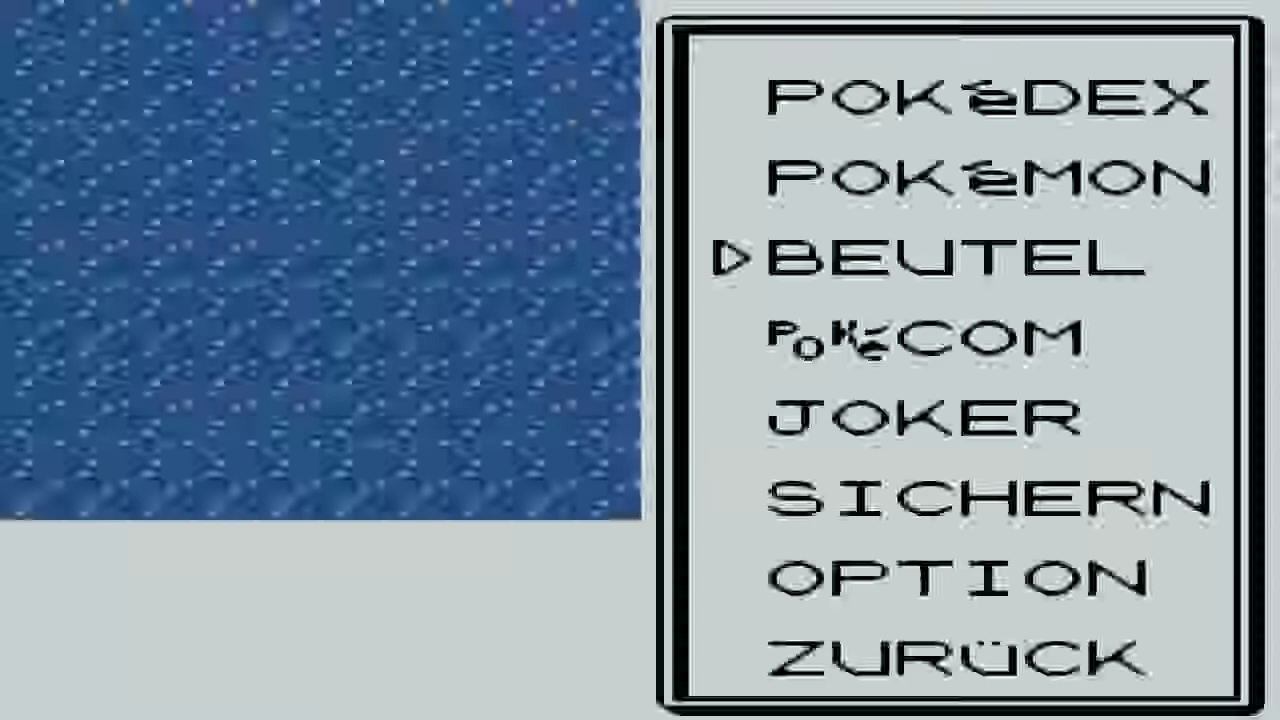 POKéDEX
POKéMON
▷BEUTEL
POKéCOM
JOKER
SICHERN
OPTION
ZURÜCK